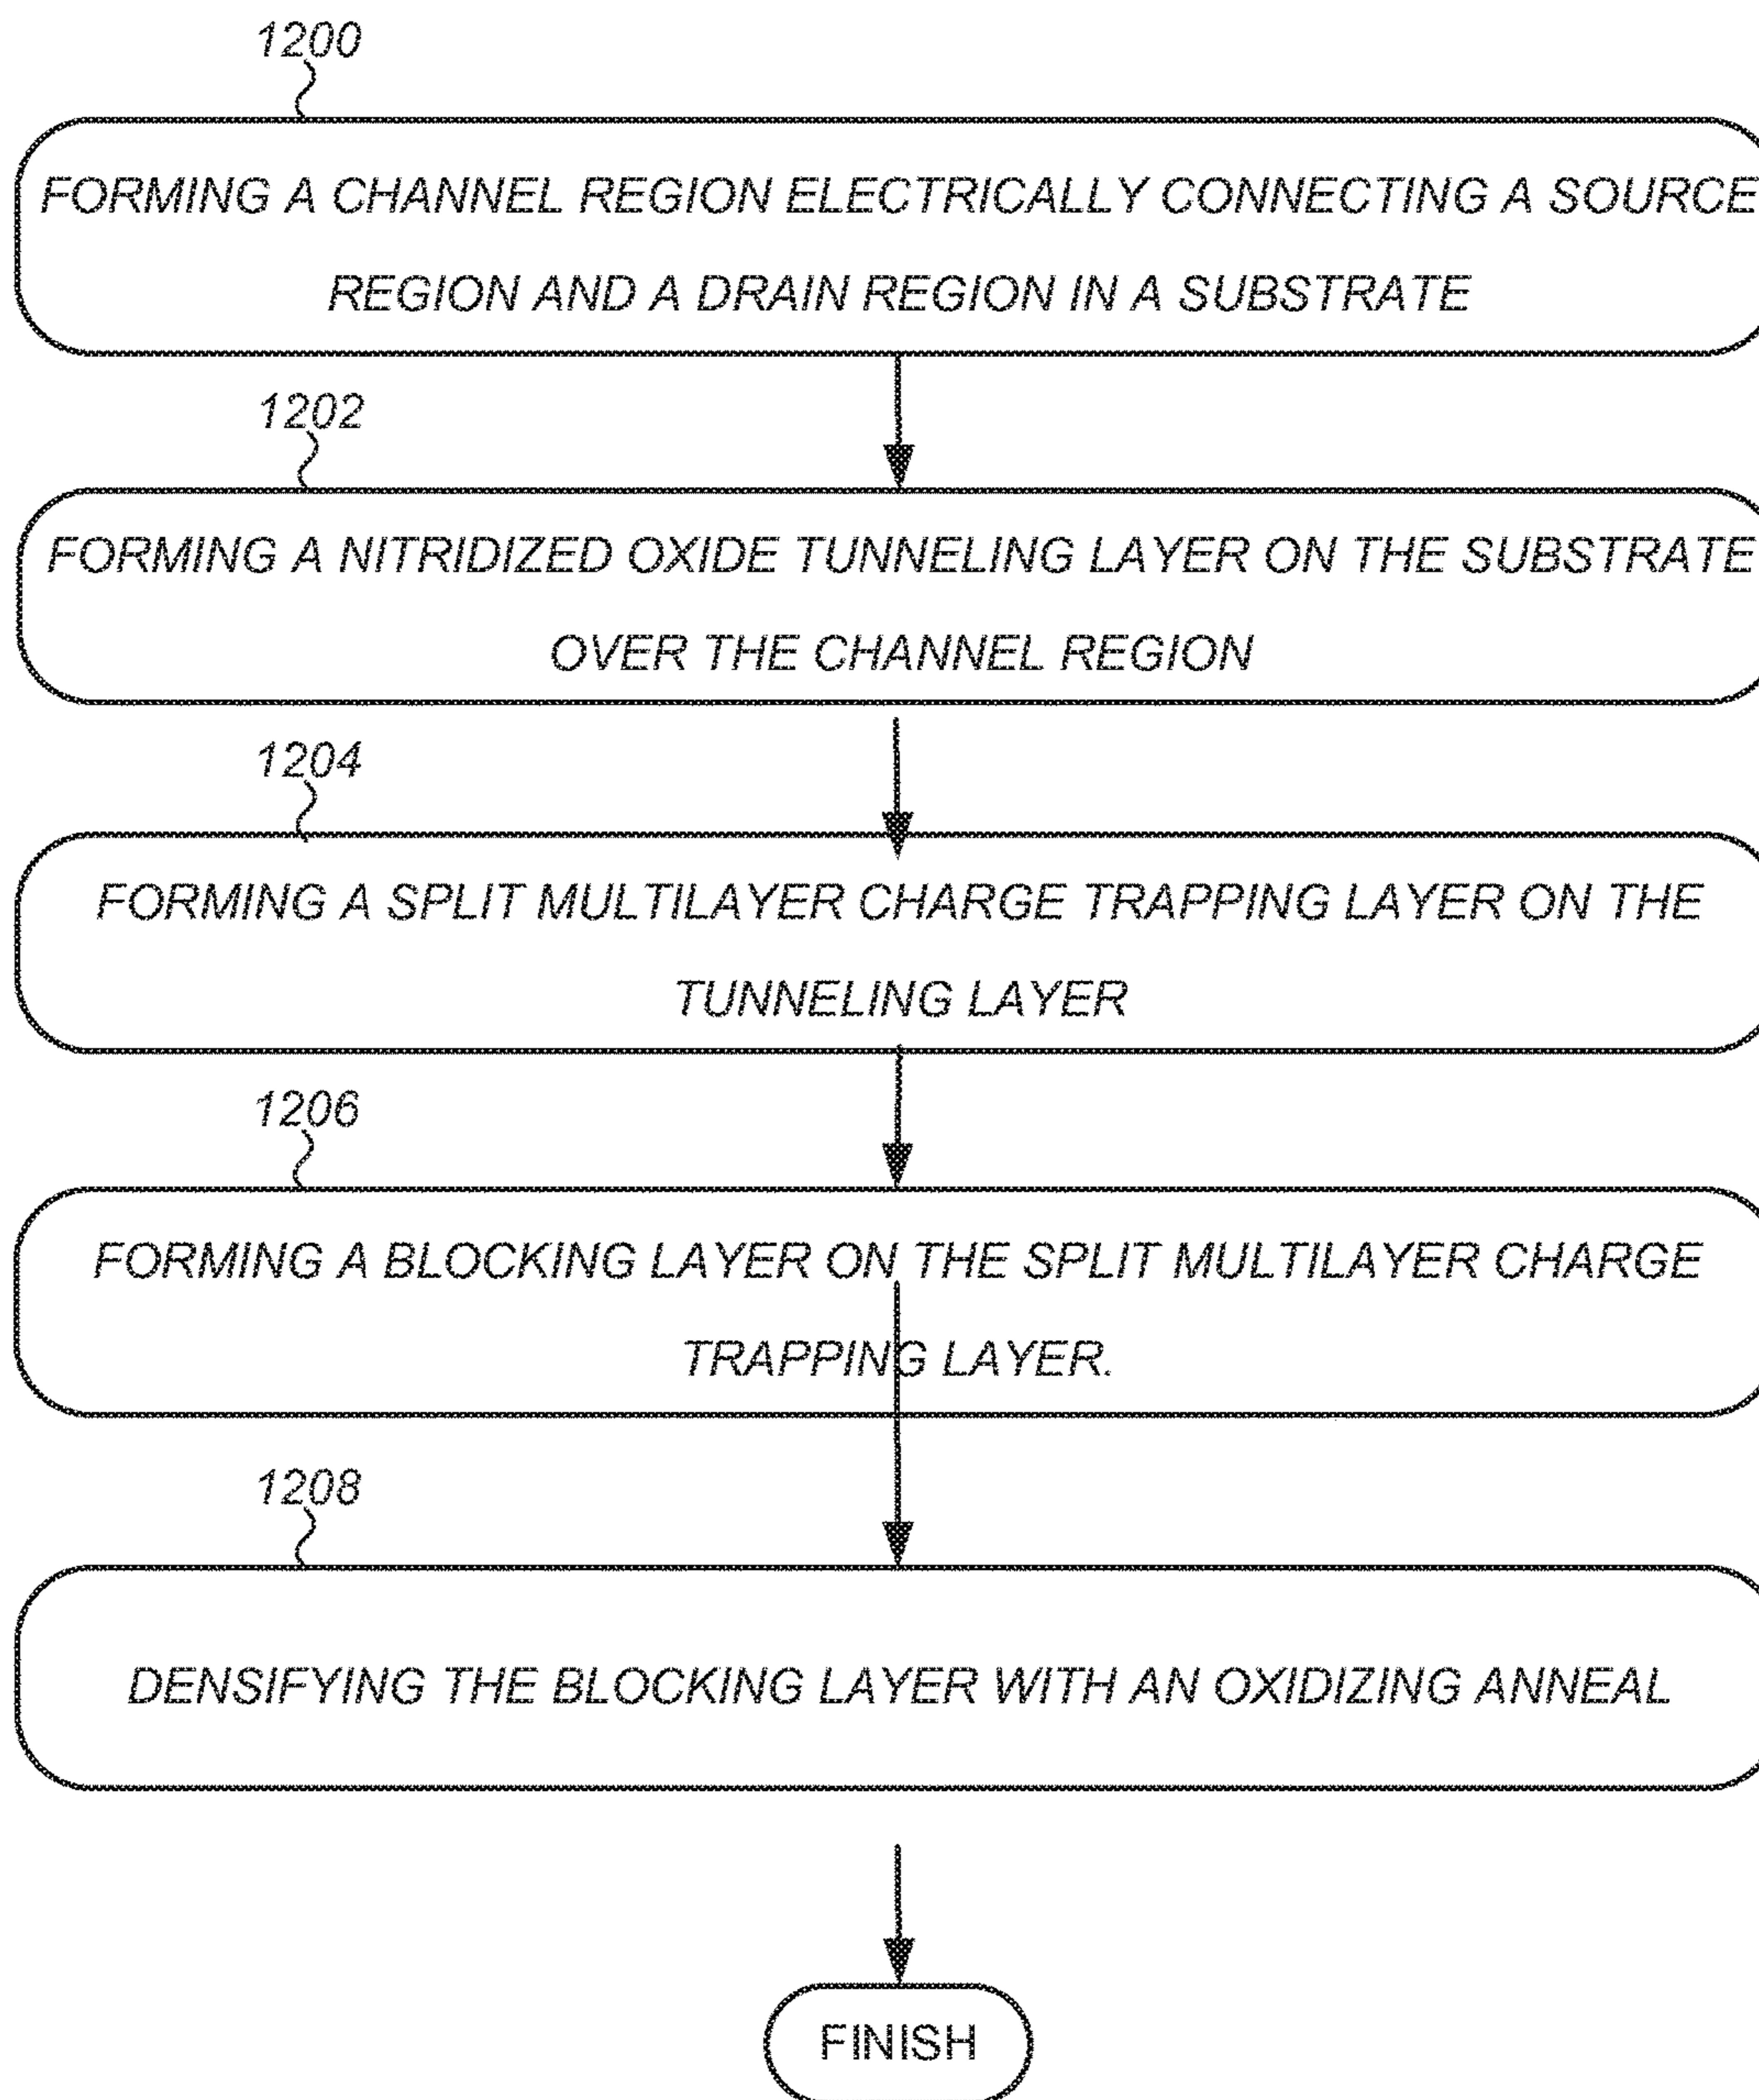 1200
FORMING A CHANNEL REGION ELECTRICALLY CONNECTING A SOURCE
REGION AND A DRAIN REGION IN A SUBSTRATE
1202
FORMING A NITRIDIZED OXIDE TUNNELING LAYER ON THE SUBSTRATE
OVER THE CHANNEL REGION
1204
FORMING A SPLIT MULTILAYER CHARGE TRAPPING LAYER ON THE
TUNNELING LAYER
1206
FORMING A BLOCKING LAYER ON THE SPLIT MULTILAYER CHARGE
TRAPPING LAYER.
1208
DENSIFYING THE BLOCKING LAYER WITH AN OXIDIZING ANNEAL
FINISH